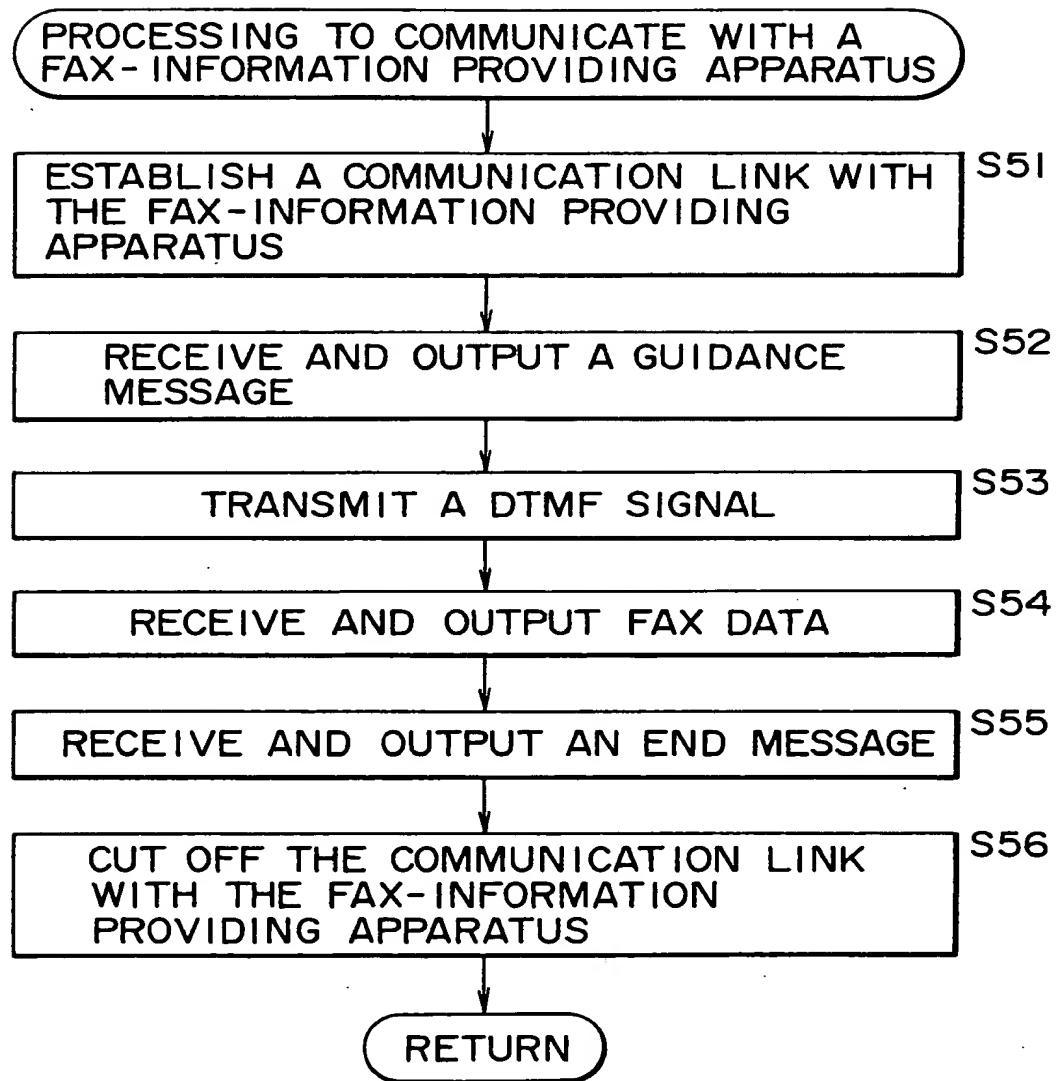 PROCESSING TO COMMUNICATE WITH A
FAX-INFORMATION PROVIDING APPARATUS
S51
ESTABLISH A COMMUNICATION LINK WITH
THE FAX-INFORMATION PROVIDING
APPARATUS
S52
RECEIVE AND OUTPUT A GUIDANCE
MESSAGE
S53
TRANSMIT A DTMF SIGNAL
S54
RECEIVE AND OUTPUT FAX DATA
S55
RECEIVE AND OUTPUT AN END MESSAGE
S56
CUT OFF THE COMMUNICATION LINK
WITH THE FAX-INFORMATION
PROVIDING APPARATUS
RETURN